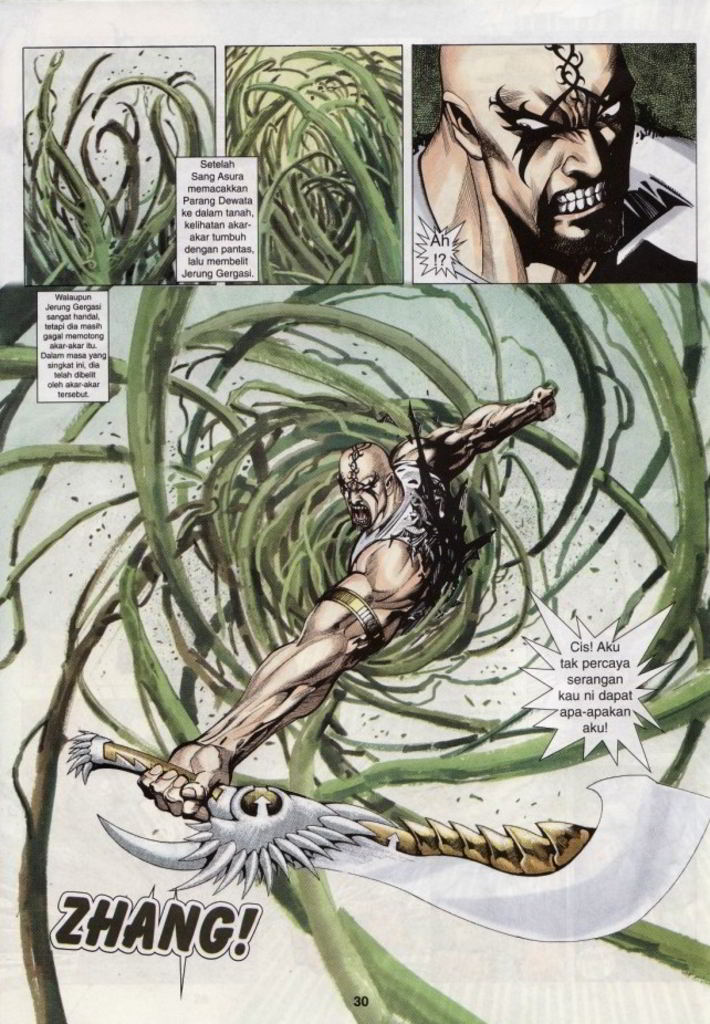 Setelah
Sang Asura
memacakkan
Parang Dewata
ke dalam tanah,
kelihatan akar-
akar tumbuh
dengan pantas,
lalu membelit
Jerung Gergasi.
Ah
!?
Walaupun
Jerung Gergasi
sangat handal,
tetapi dia masih
gagal memotong
akar-akar itu.
Dalam masa yang
singkat ini, dia
telah dibelit
oleh akar-akar
tersebut.
Cis! Aku
tak percaya
serangan
kau ni dapat
apa-apakan
aku!
ZHANG!
30